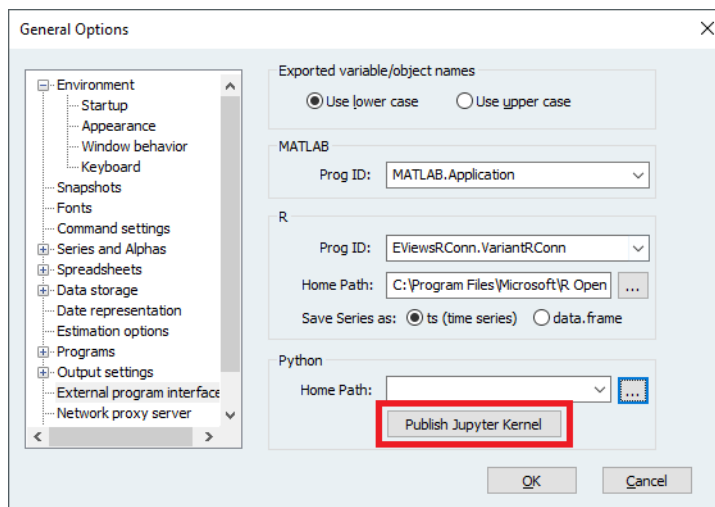 General Options
Environment
Startup
Appearance
Window behavior
Keyboard
Snapshots
Fonts
Command settings
Series and Alphas
Spreadsheets
Data storage
Date representation
Estimation options
Programs
Output settings
External program interface
Network proxy server
Exported variable/object names
Use lower case Use upper case
MATLAB
Prog ID: MATLAB.Application
R
Prog ID: EViewsRConn.VariantRConn
Home Path: C:\Program Files\Microsoft\R Open ...
Save Series as: ts (time series) data.frame
Python
Home Path: ...
Publish Jupyter Kernel
OK Cancel